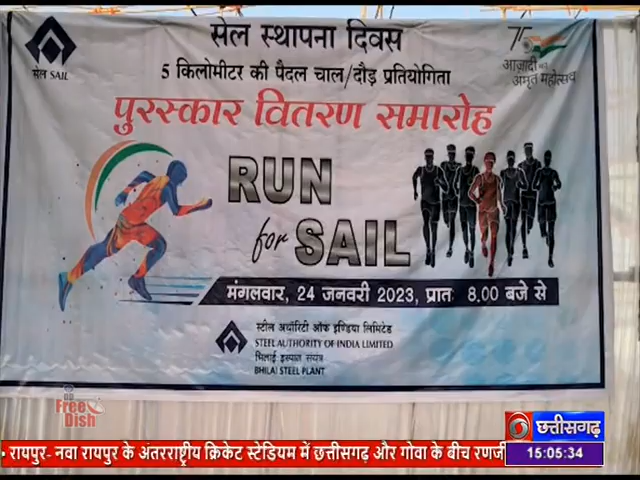 सेल SAIL
सेल स्थापना दिवस
75
आज़ादी का
अमृत महोत्सव
5 किलोमीटर की पैदल चाल/दौड़ प्रतियोगिता
पुरस्कार वितरण समारोह
RUN
for SAIL
मंगलवार, 24 जनवरी 2023, प्रातः 8.00 बजे से
स्टील अथॉरिटी ऑफ इण्डिया लिमिटेड
STEEL AUTHORITY OF INDIA LIMITED
भिलाई इस्पात संयंत्र
BHILAI STEEL PLANT
DD
Free
Dish
छत्तीसगढ़
• रायपुर- नवा रायपुर के अंतरराष्ट्रीय क्रिकेट स्टेडियम में छत्तीसगढ़ और गोवा के बीच रणजी
15:05:34